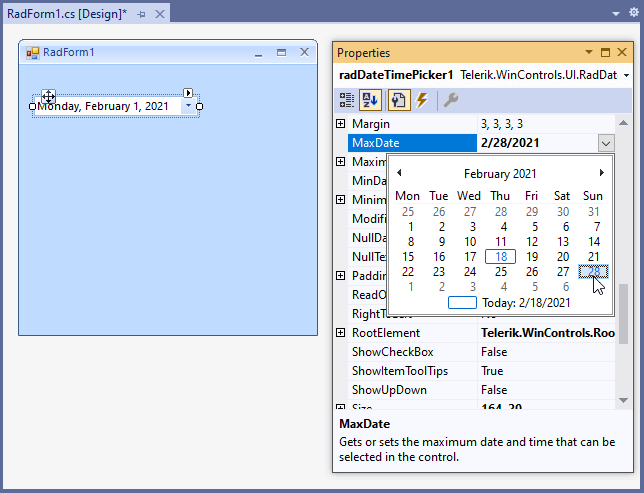 RadForm1.cs [Design]*
RadForm1
Monday, February 1, 2021
Properties
radDateTimePicker1 Telerik.WinControls.UI.RadDat
Margin 3, 3, 3, 3
MaxDate 2/28/2021
Maxim
MinDa
Minim
Modifi
NullDa
NullTex
Paddin
ReadO
February 2021
Mon Tue Wed Thu Fri Sat Sun
25 26 27 28 29 30 31
1 2 3 4 5 6 7
8 9 10 11 12 13 14
15 16 17 18 19 20 21
22 23 24 25 26 27 28
1 2 3 4 5 6
Today: 2/18/2021
RootElement Telerik.WinControls.Roo
ShowCheckBox False
ShowItemToolTips True
ShowUpDown False
Size 164, 20
MaxDate
Gets or sets the maximum date and time that can be
selected in the control.